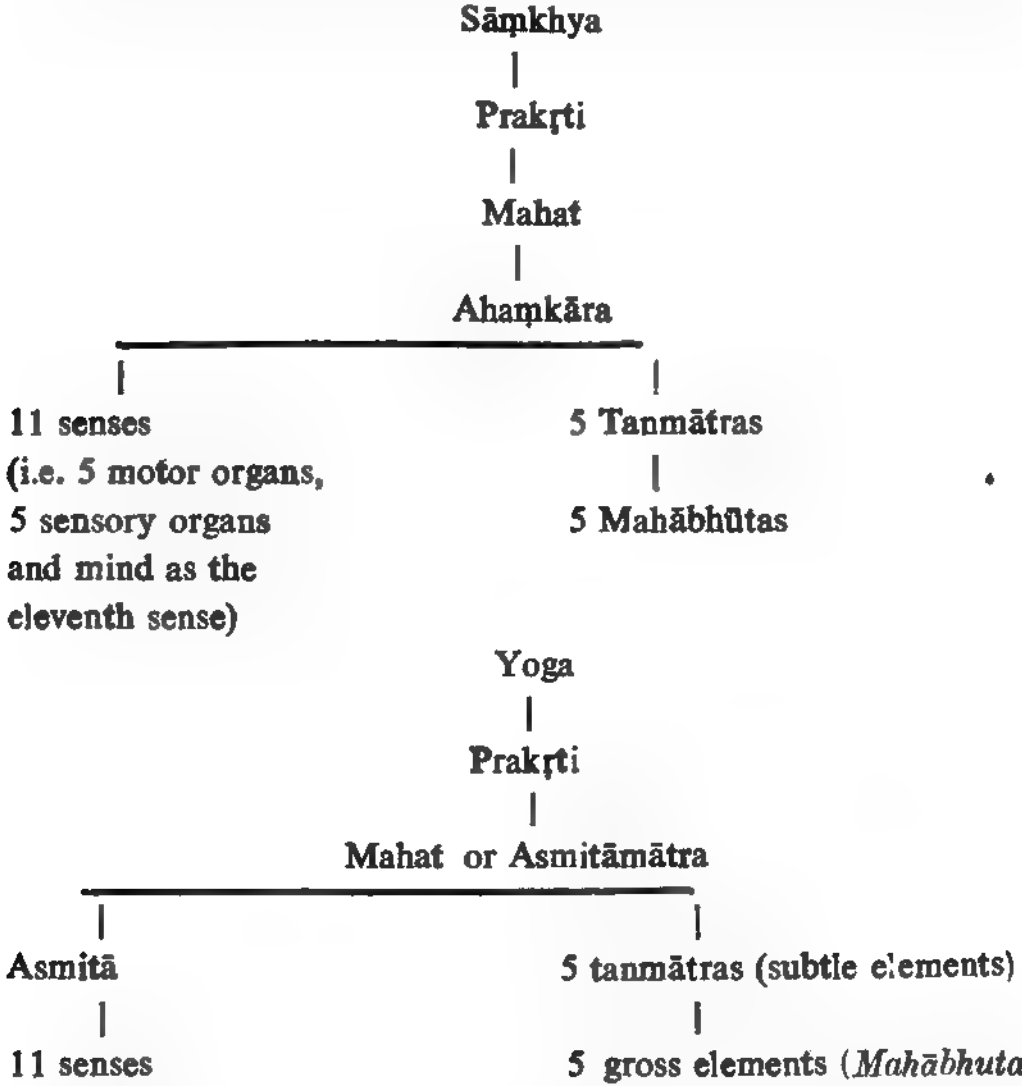 Sāṃkhya
Prakṛti
Mahat
Ahaṃkāra
11 senses 5 Tanmātras
(i.e. 5 motor organs,
5 sensory organs 5 Mahābhūtas
and mind as the
eleventh sense)
Yoga
Prakṛti
Mahat or Asmitāmātra
Asmitā 5 tanmātras (subtle elements)
11 senses 5 gross elements (Mahābhuta